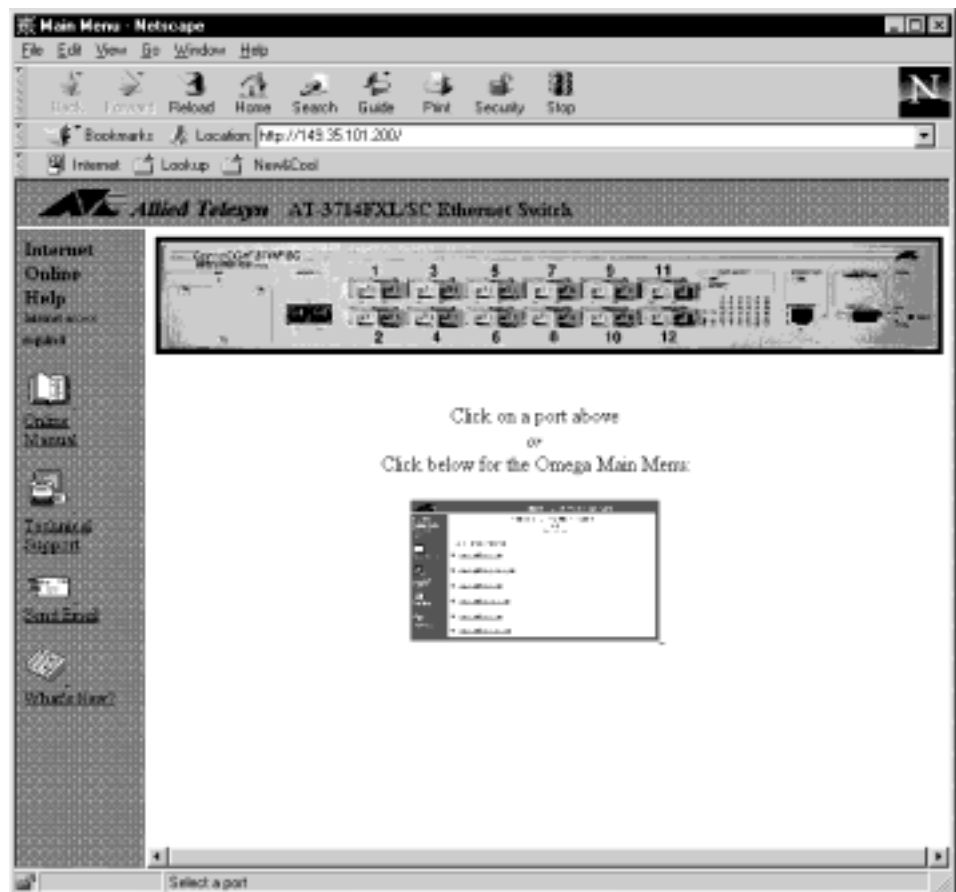 Main Menu - Netscape
File Edit View Go Window Help
Back Forward Reload Home Search Guide Print Security Stop
N
Bookmarks Location: http://149.35.101.200/
Internet Lookup New&Cool
Allied Telesyn AT-3714FXL/SC Ethernet Switch
Internet
Online
Help
Internet access
required
1 3 5 7 9 11
2 4 6 8 10 12
Online
Manual
Technical
Support
Send Email
What's New?
Click on a port above
or
Click below for the Omega Main Menu:
Select a port